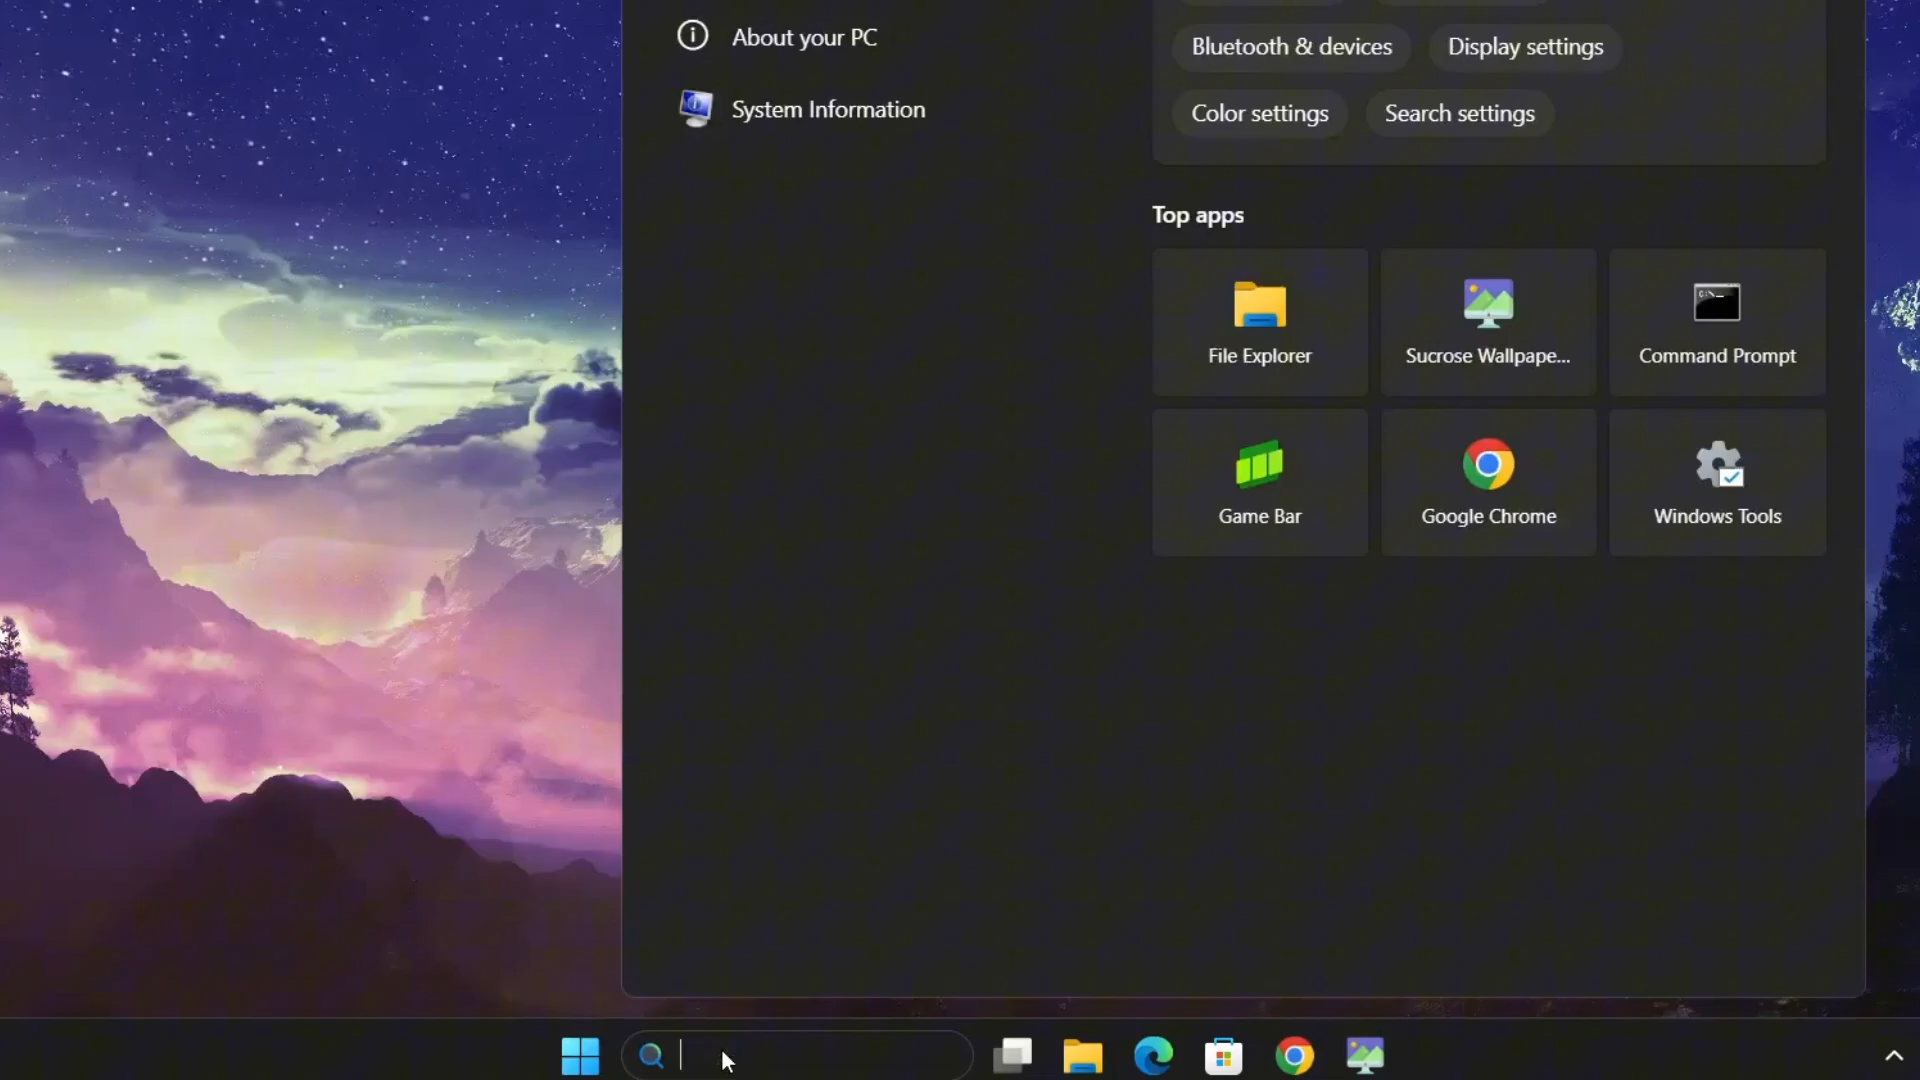 About your PC
System Information
Bluetooth & devices
Display settings
Color settings
Search settings
Top apps
File Explorer
Sucrose Wallpape...
Command Prompt
Game Bar
Google Chrome
Windows Tools